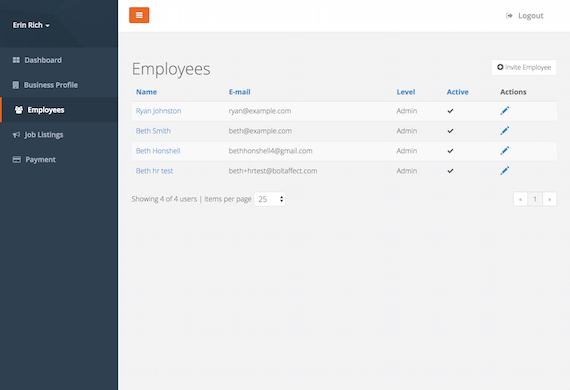 Erin Rich
Logout
Dashboard
Business Profile
Employees
Job Listings
Payment
Employees
Invite Employee
Name E-mail Level Active Actions
Ryan Johnston ryan@example.com Admin
Beth Smith beth@example.com Admin
Beth Honshell bethhonshell4@gmail.com Admin
Beth hr test beth+hrtest@boltaffect.com Admin
Showing 4 of 4 users | Items per page 25
« 1 »